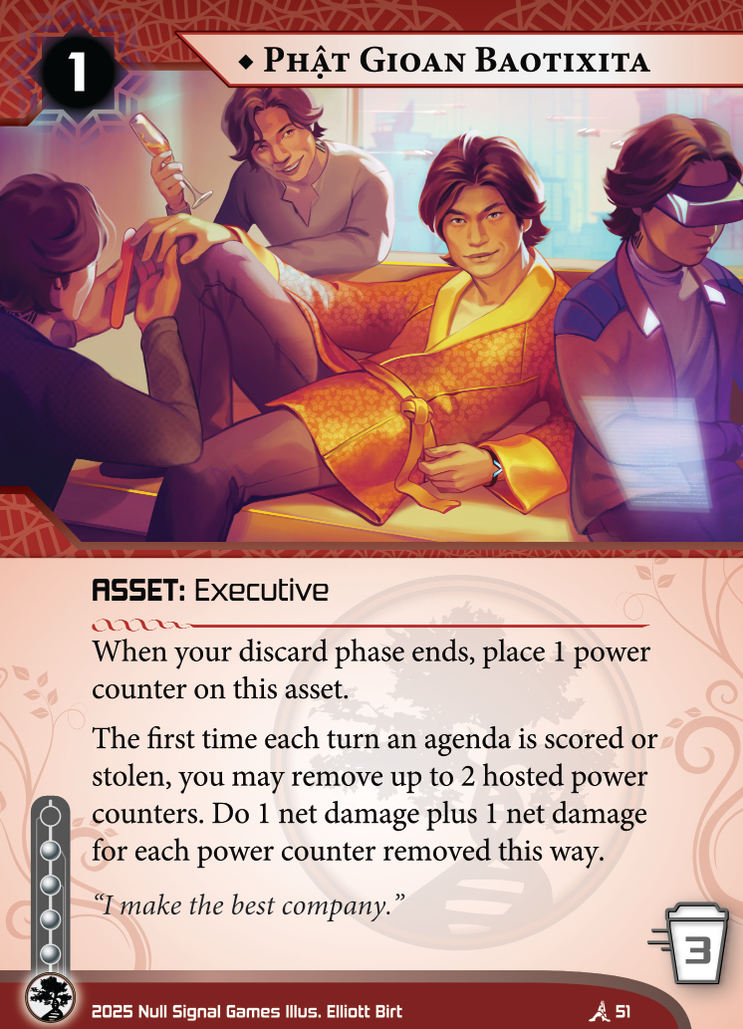 1
◆ Phật Gioan Baotixita
ASSET: Executive
When your discard phase ends, place 1 power
counter on this asset.
The first time each turn an agenda is scored or
stolen, you may remove up to 2 hosted power
counters. Do 1 net damage plus 1 net damage
for each power counter removed this way.
“I make the best company.”
3
2025 Null Signal Games Illus. Elliott Birt
51